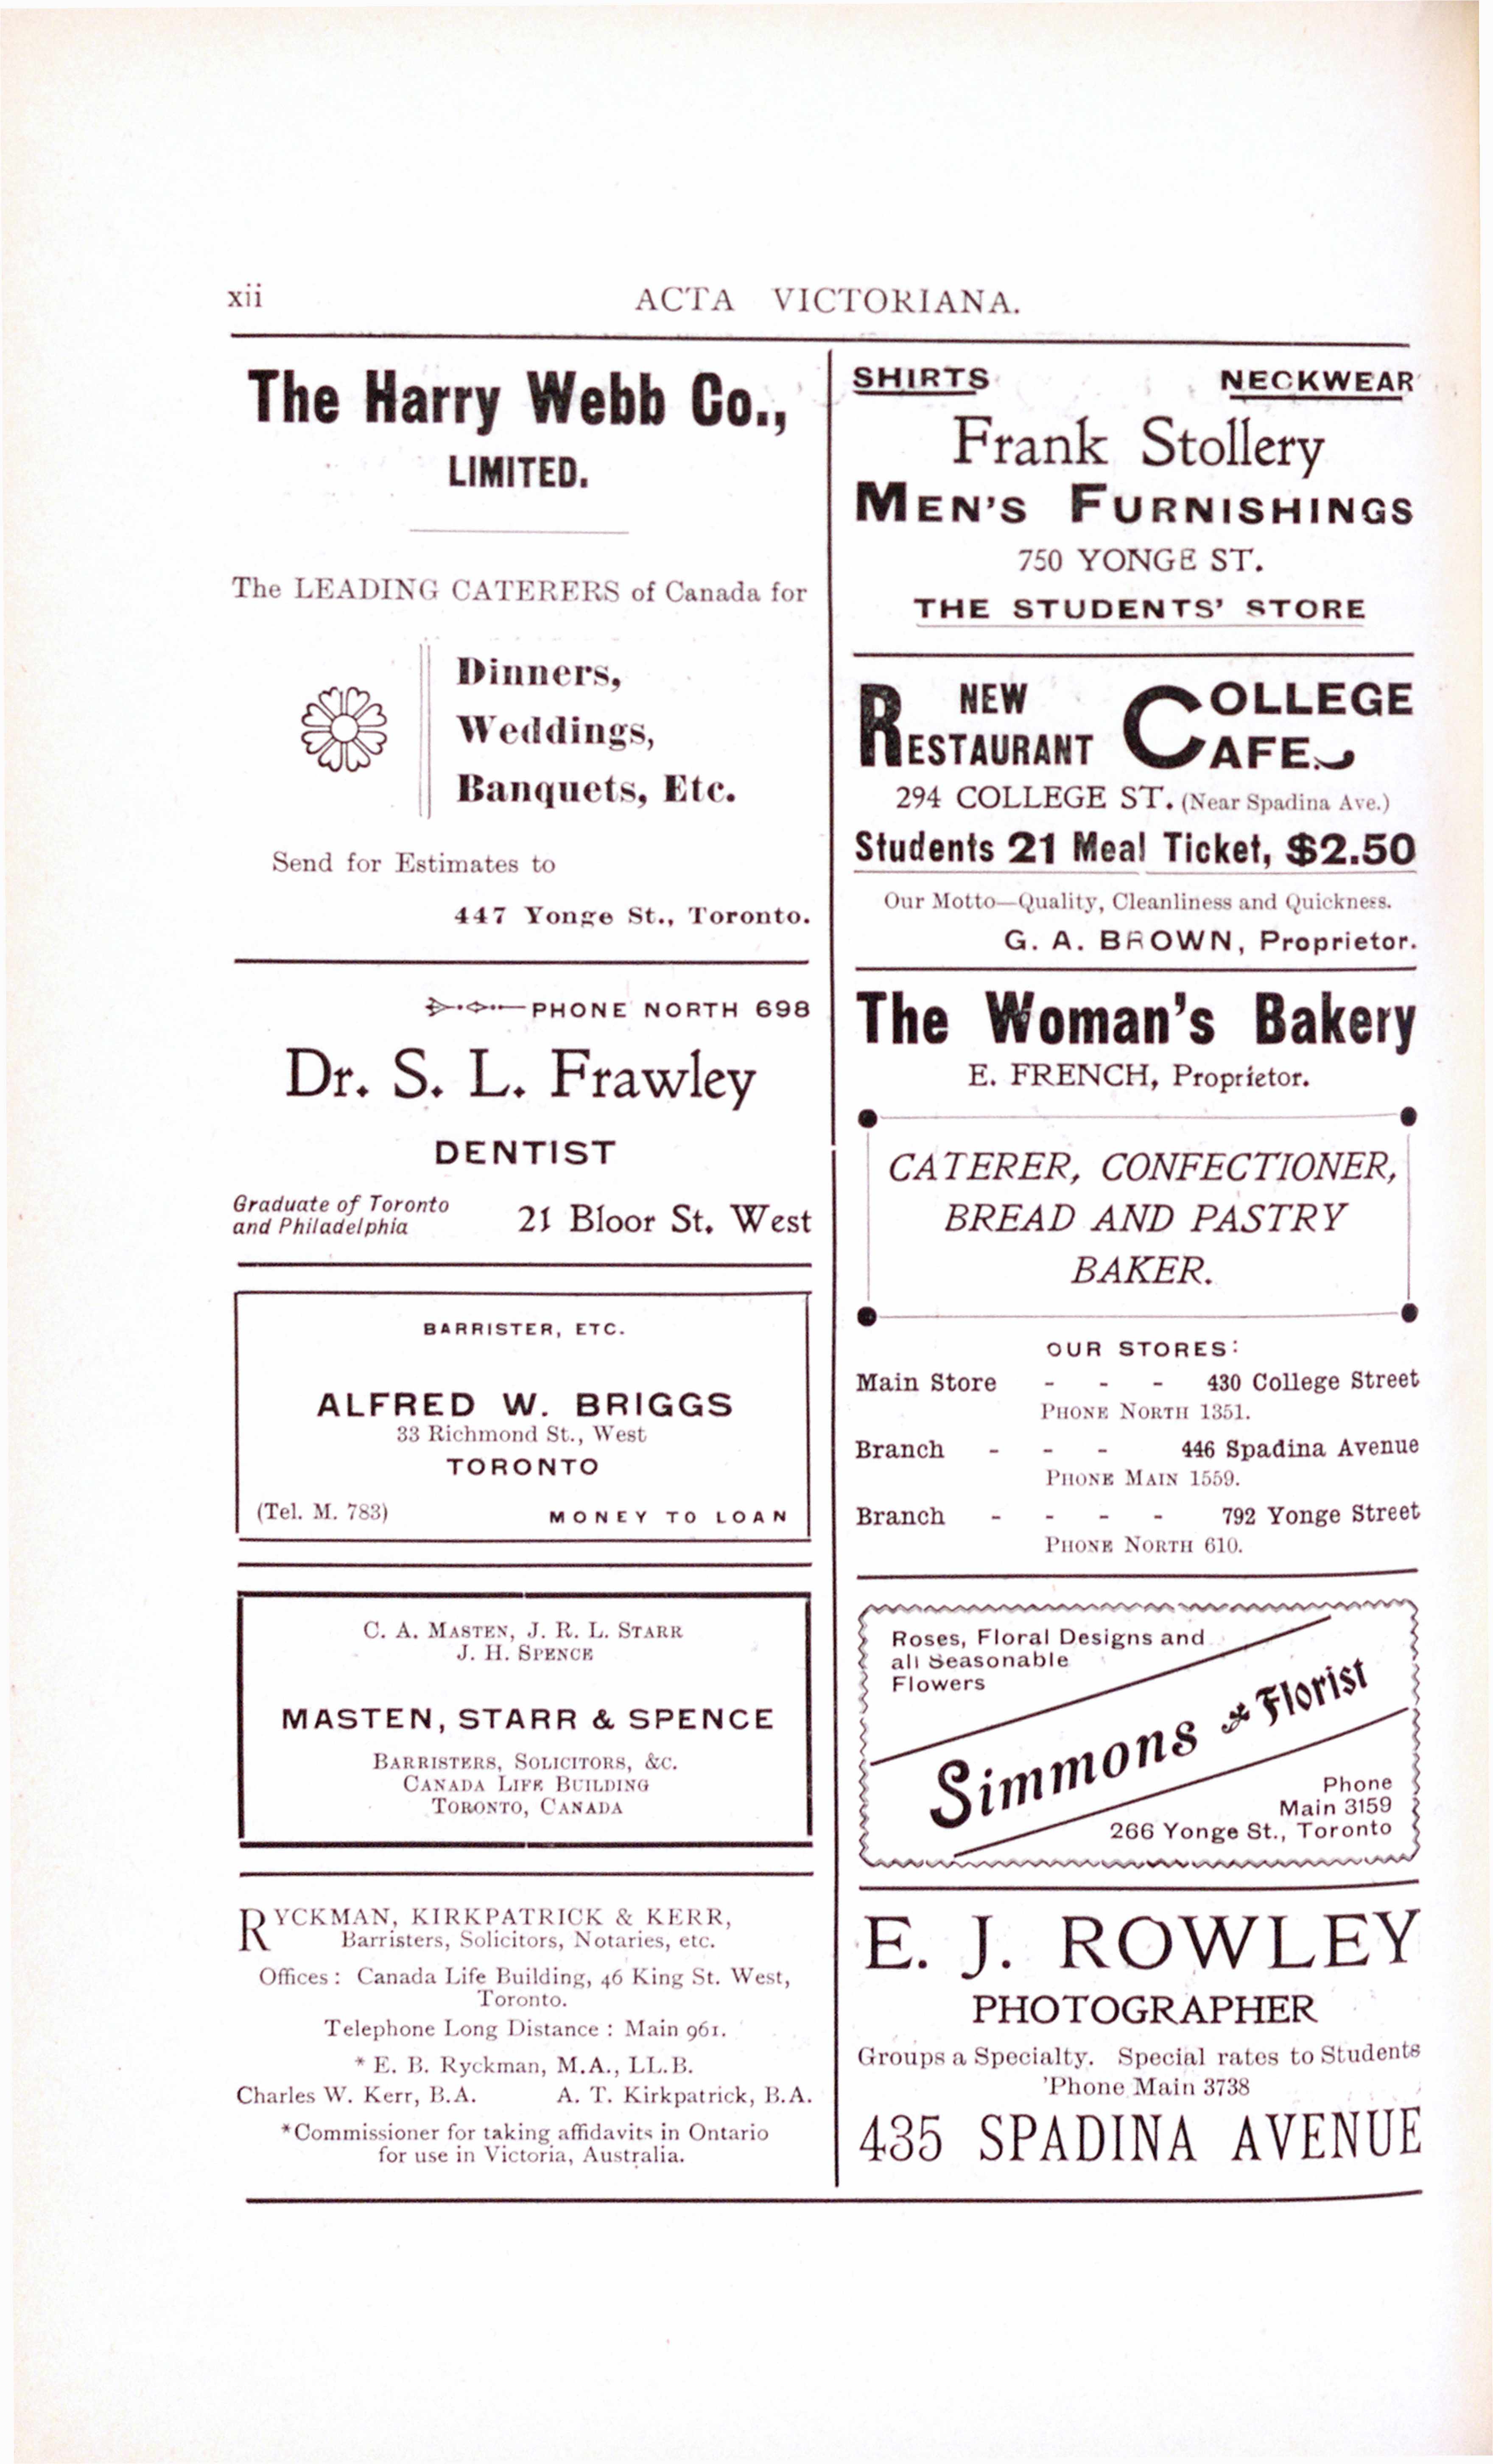 xii
ACTA VICTORIANA.
The Harry Webb Co.,
LIMITED.
The LEADING CATERERS of Canada for
Dinners,
Weddings,
Banquets, Etc.
Send for Estimates to
447 Yonge St., Toronto.
PHONE NORTH 698
Dr. S. L. Frawley
DENTIST
Graduate of Toronto
and Philadelphia
21 Bloor St. West
BARRISTER, ETC.
ALFRED W. BRIGGS
33 Richmond St., West
TORONTO
(Tel. M. 783) MONEY TO LOAN
C. A. MASTEN, J. R. L. STARR
J. H. SPENCE
MASTEN, STARR & SPENCE
BARRISTERS, SOLICITORS, &C.
CANADA LIFE BUILDING
TORONTO, CANADA
RYCKMAN, KIRKPATRICK & KERR,
Barristers, Solicitors, Notaries, etc.
Offices: Canada Life Building, 46 King St. West,
Toronto.
Telephone Long Distance: Main 961.
* E. B. Ryckman, M.A., LL.B.
Charles W. Kerr, B.A. A. T. Kirkpatrick, B.A.
*Commissioner for taking affidavits in Ontario
for use in Victoria, Australia.
SHIRTS NECKWEAR
Frank Stollery
MEN'S FURNISHINGS
750 YONGE ST.
THE STUDENTS' STORE
NEW COLLEGE
RESTAURANT CAFE.
294 COLLEGE ST. (Near Spadina Ave.)
Students 21 Meal Ticket, $2.50
Our Motto—Quality, Cleanliness and Quickness.
G. A. BROWN, Proprietor.
The Woman's Bakery
E. FRENCH, Proprietor.
CATERER, CONFECTIONER,
BREAD AND PASTRY
BAKER.
OUR STORES:
Main Store - - - 430 College Street
PHONE NORTH 1351.
Branch - - - 446 Spadina Avenue
PHONE MAIN 1559.
Branch - - - - 792 Yonge Street
PHONE NORTH 610.
Roses, Floral Designs and
all Seasonable
Flowers
Simmons Florist
Phone
Main 3159
266 Yonge St., Toronto
E. J. ROWLEY
PHOTOGRAPHER
Groups a Specialty. Special rates to Students
'Phone Main 3738
435 SPADINA AVENUE